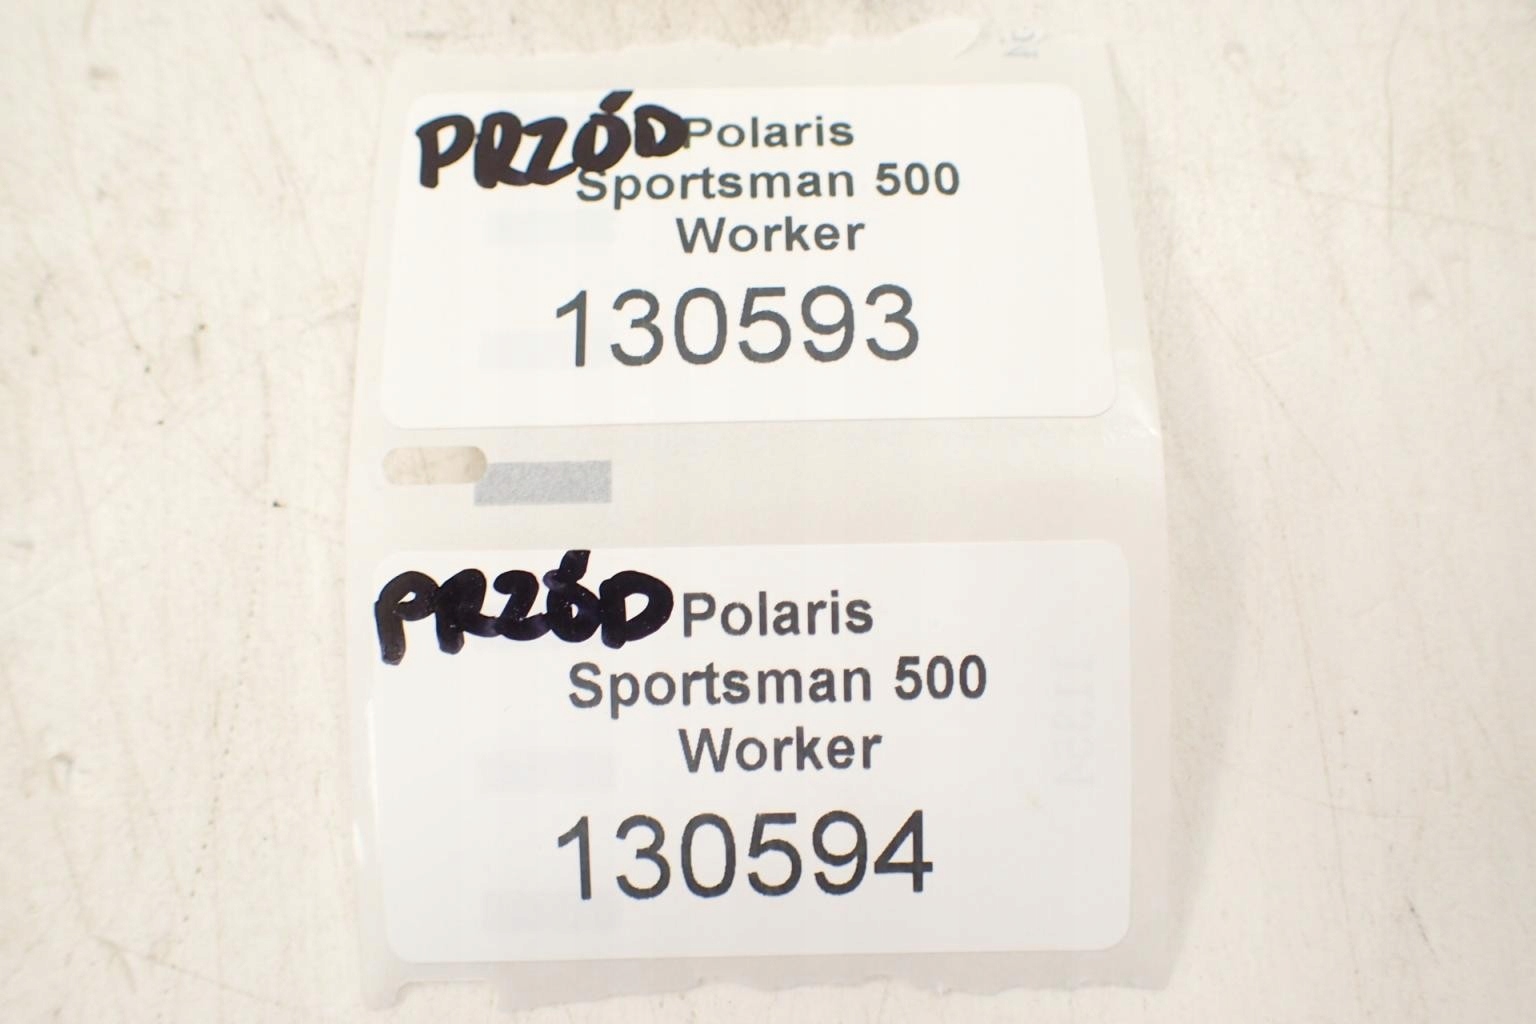 PRZÓD Polaris
Sportsman 500
Worker
130593
PRZÓD Polaris
Sportsman 500
Worker
130594